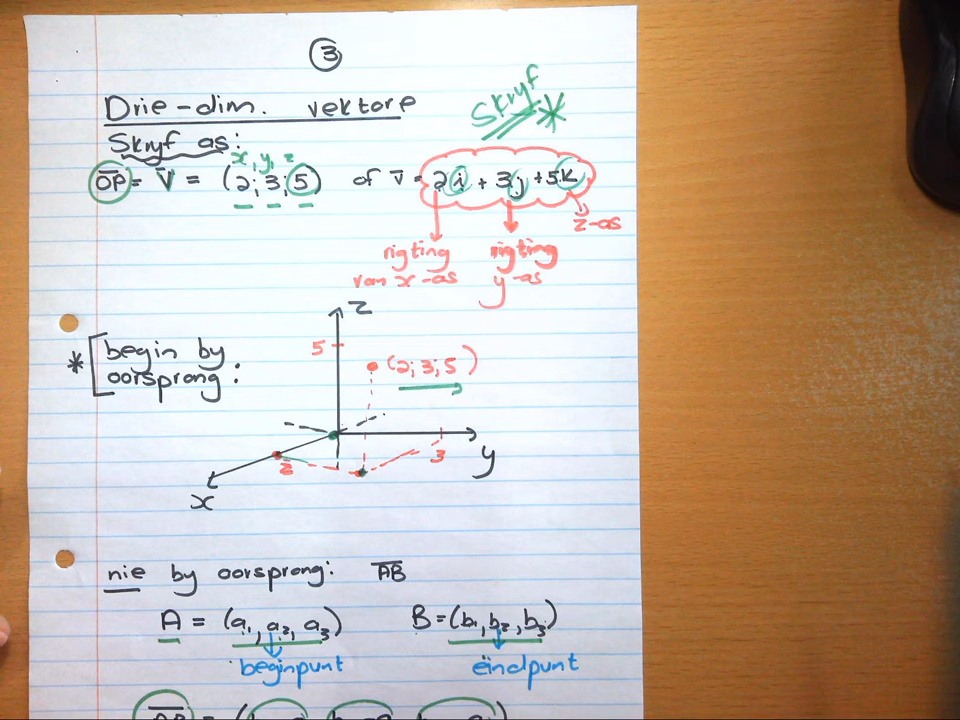 3
Drie-dim. vektore
Skryf *
Skryf as:
x, y, z
OP = V = (2; 3; 5) of V = 2i + 3j + 5k
z-as
rigting rigting
van x-as y-as
z
5
* begin by
oorsprong:
(2; 3; 5)
2
3
y
x
nie by oorsprong: AB
A = (a₁, a₂, a₃) B = (b₁, b₂, b₃)
beginpunt eindpunt